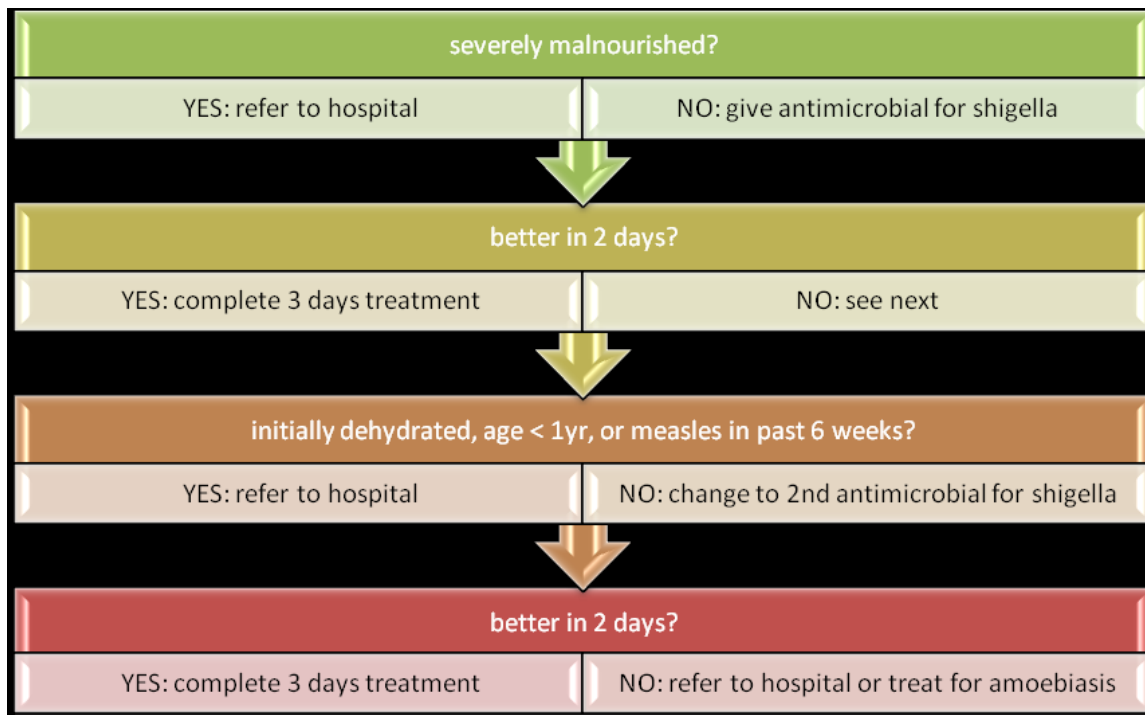 severely malnourished?
YES: refer to hospital
NO: give antimicrobial for shigella
better in 2 days?
YES: complete 3 days treatment
NO: see next
initially dehydrated, age < 1yr, or measles in past 6 weeks?
YES: refer to hospital
NO: change to 2nd antimicrobial for shigella
better in 2 days?
YES: complete 3 days treatment
NO: refer to hospital or treat for amoebiasis